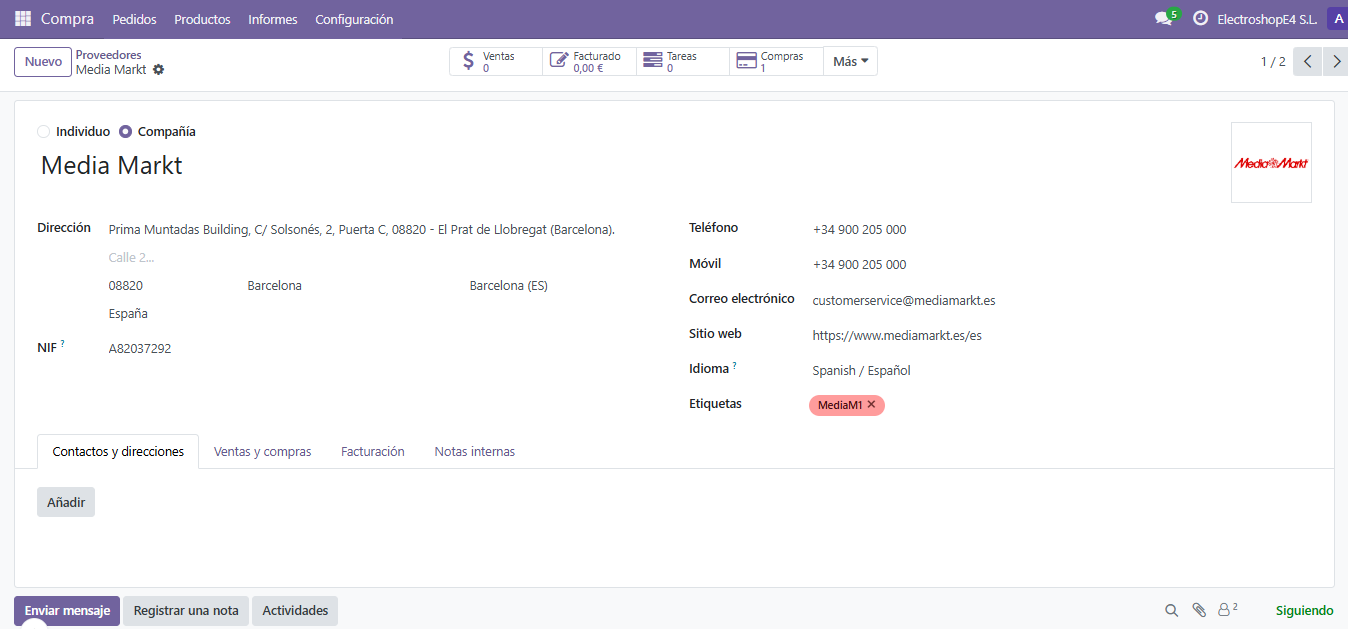 Compra Pedidos Productos Informes Configuración 5 ElectroshopE4 S.L. A
Nuevo Proveedores
Media Markt
Ventas 0
Facturado 0,00 €
Tareas 0
Compras 1
Más
1 / 2
Individuo Compañía
Media Markt
MediaMarkt
Dirección Prima Muntadas Building, C/ Solsonés, 2, Puerta C, 08820 - El Prat de Llobregat (Barcelona).
Calle 2...
08820 Barcelona Barcelona (ES)
España
NIF ? A82037292
Teléfono +34 900 205 000
Móvil +34 900 205 000
Correo electrónico customerservice@mediamarkt.es
Sitio web https://www.mediamarkt.es/es
Idioma ? Spanish / Español
Etiquetas MediaM1 ✕
Contactos y direcciones Ventas y compras Facturación Notas internas
Añadir
Enviar mensaje Registrar una nota Actividades 2 Siguiendo